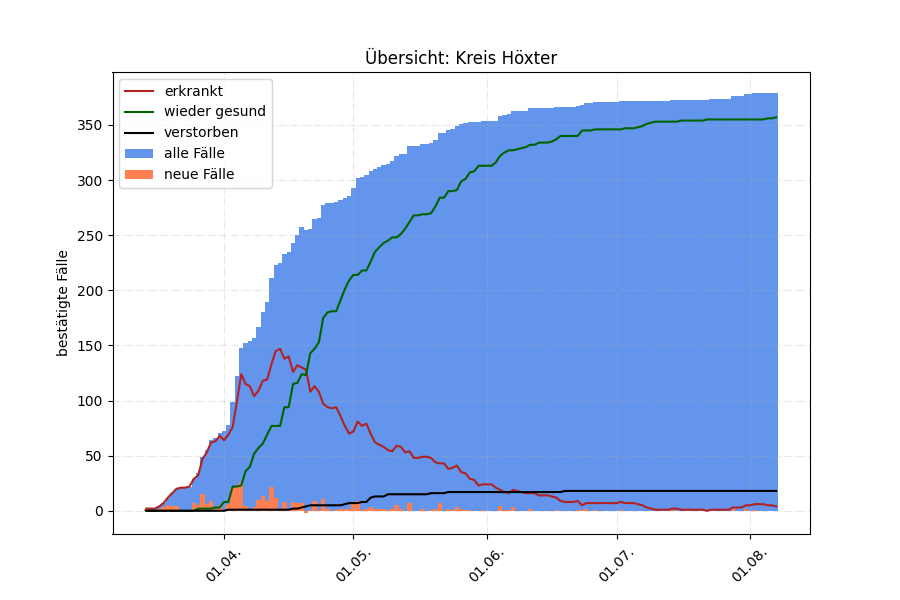 Übersicht: Kreis Höxter
erkrankt
wieder gesund
verstorben
alle Fälle
neue Fälle
bestätigte Fälle
350
300
250
200
150
100
50
0
01.04.
01.05.
01.06.
01.07.
01.08.